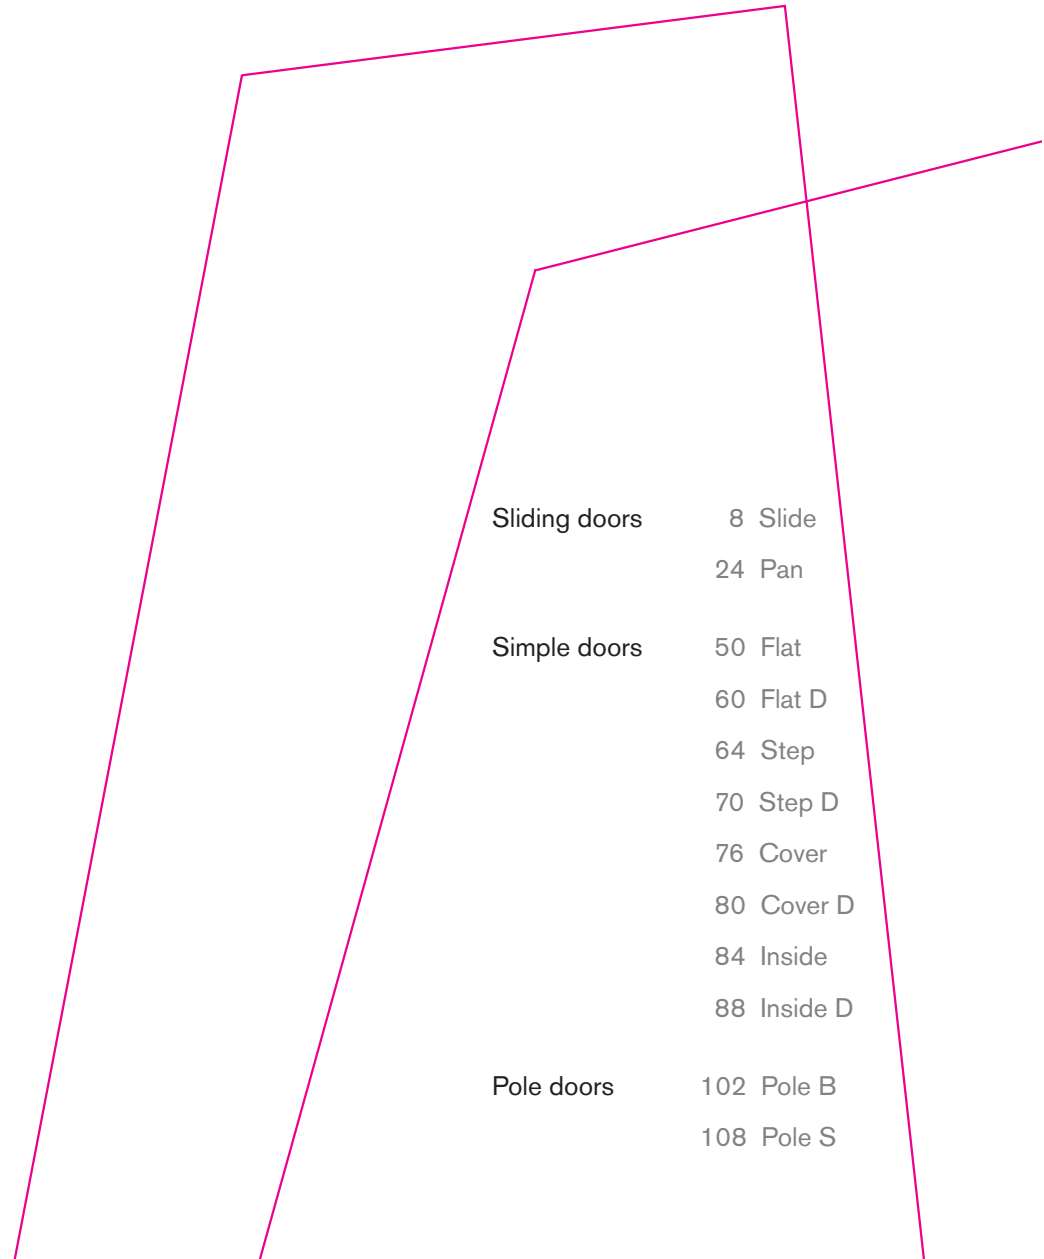 Sliding doors 8 Slide
24 Pan
Simple doors 50 Flat
60 Flat D
64 Step
70 Step D
76 Cover
80 Cover D
84 Inside
88 Inside D
Pole doors 102 Pole B
108 Pole S